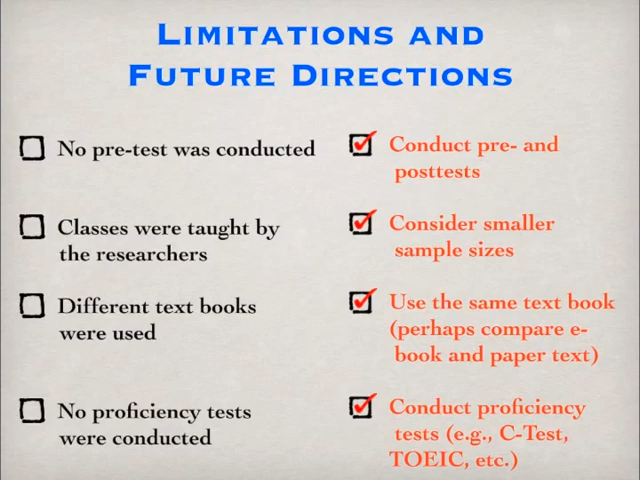 LIMITATIONS AND
FUTURE DIRECTIONS
No pre-test was conducted
Conduct pre- and
posttests
Classes were taught by
the researchers
Consider smaller
sample sizes
Different text books
were used
Use the same text book
(perhaps compare e-
book and paper text)
No proficiency tests
were conducted
Conduct proficiency
tests (e.g., C-Test,
TOEIC, etc.)